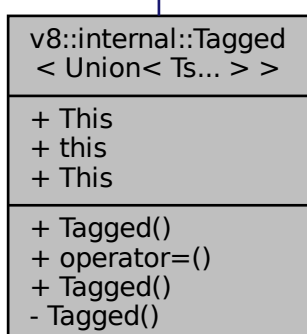 v8::internal::Tagged
< Union< Ts... > >
+ This
+ this
+ This
+ Tagged()
+ operator=()
+ Tagged()
- Tagged()